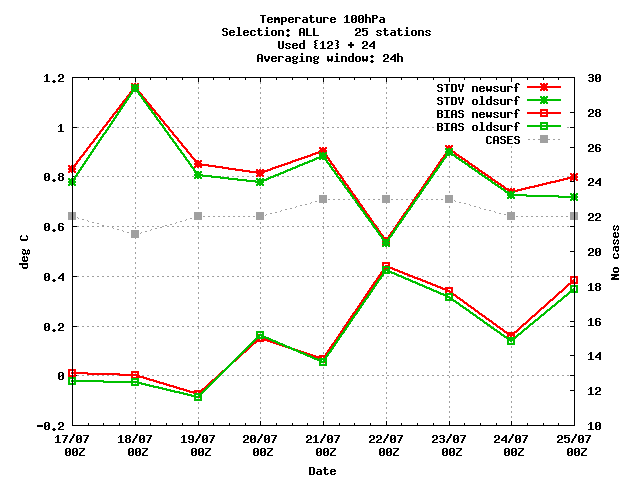 Temperature 100hPa
Selection: ALL 25 stations
Used {12} + 24
Averaging window: 24h
STDV newsurf
STDV oldsurf
BIAS newsurf
BIAS oldsurf
CASES
1.2
1
0.8
0.6
0.4
0.2
0
-0.2
deg C
30
28
26
24
22
20
18
16
14
12
10
No cases
17/07 18/07 19/07 20/07 21/07 22/07 23/07 24/07 25/07
00Z 00Z 00Z 00Z 00Z 00Z 00Z 00Z 00Z
Date